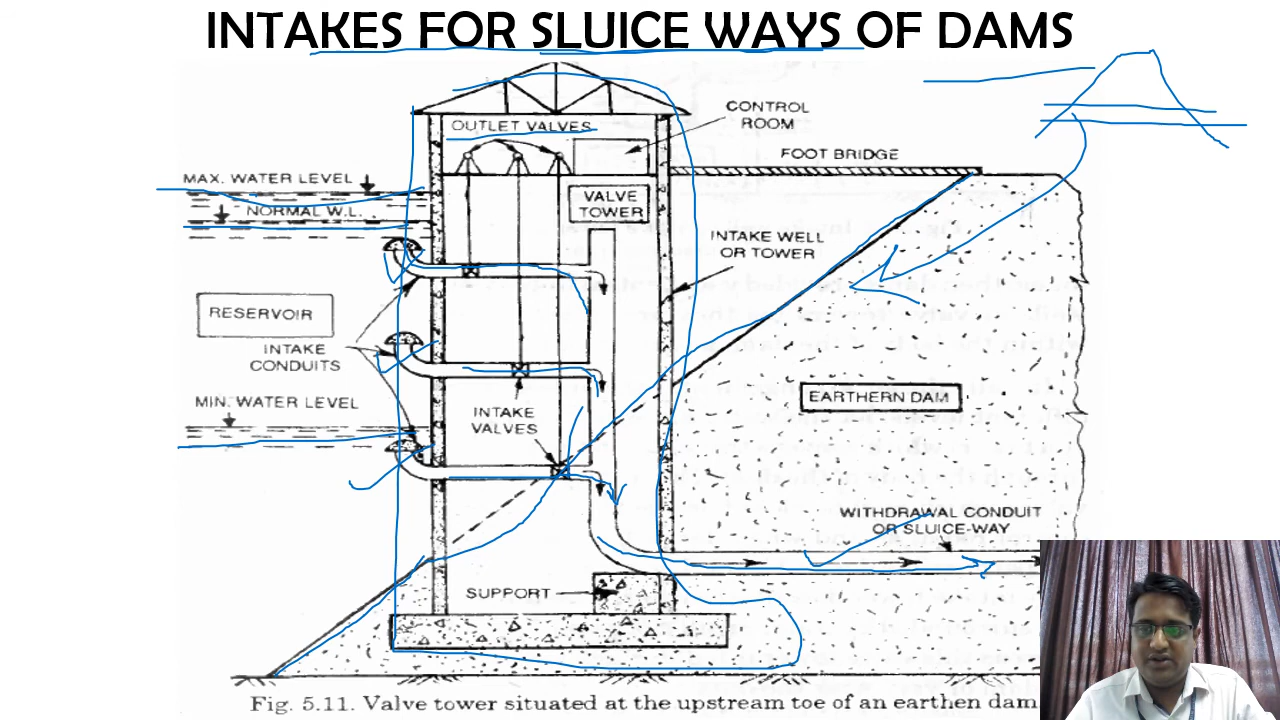 INTAKES FOR SLUICE WAYS OF DAMS
CONTROL
ROOM
OUTLET VALVES
FOOT BRIDGE
MAX. WATER LEVEL
NORMAL W.L.
VALVE
TOWER
INTAKE WELL
OR TOWER
RESERVOIR
INTAKE
CONDUITS
EARTHERN DAM
MIN. WATER LEVEL
INTAKE
VALVES
WITHDRAWAL CONDUIT
OR SLUICE-WAY
SUPPORT
Fig. 5.11. Valve tower situated at the upstream toe of an earthen dam.